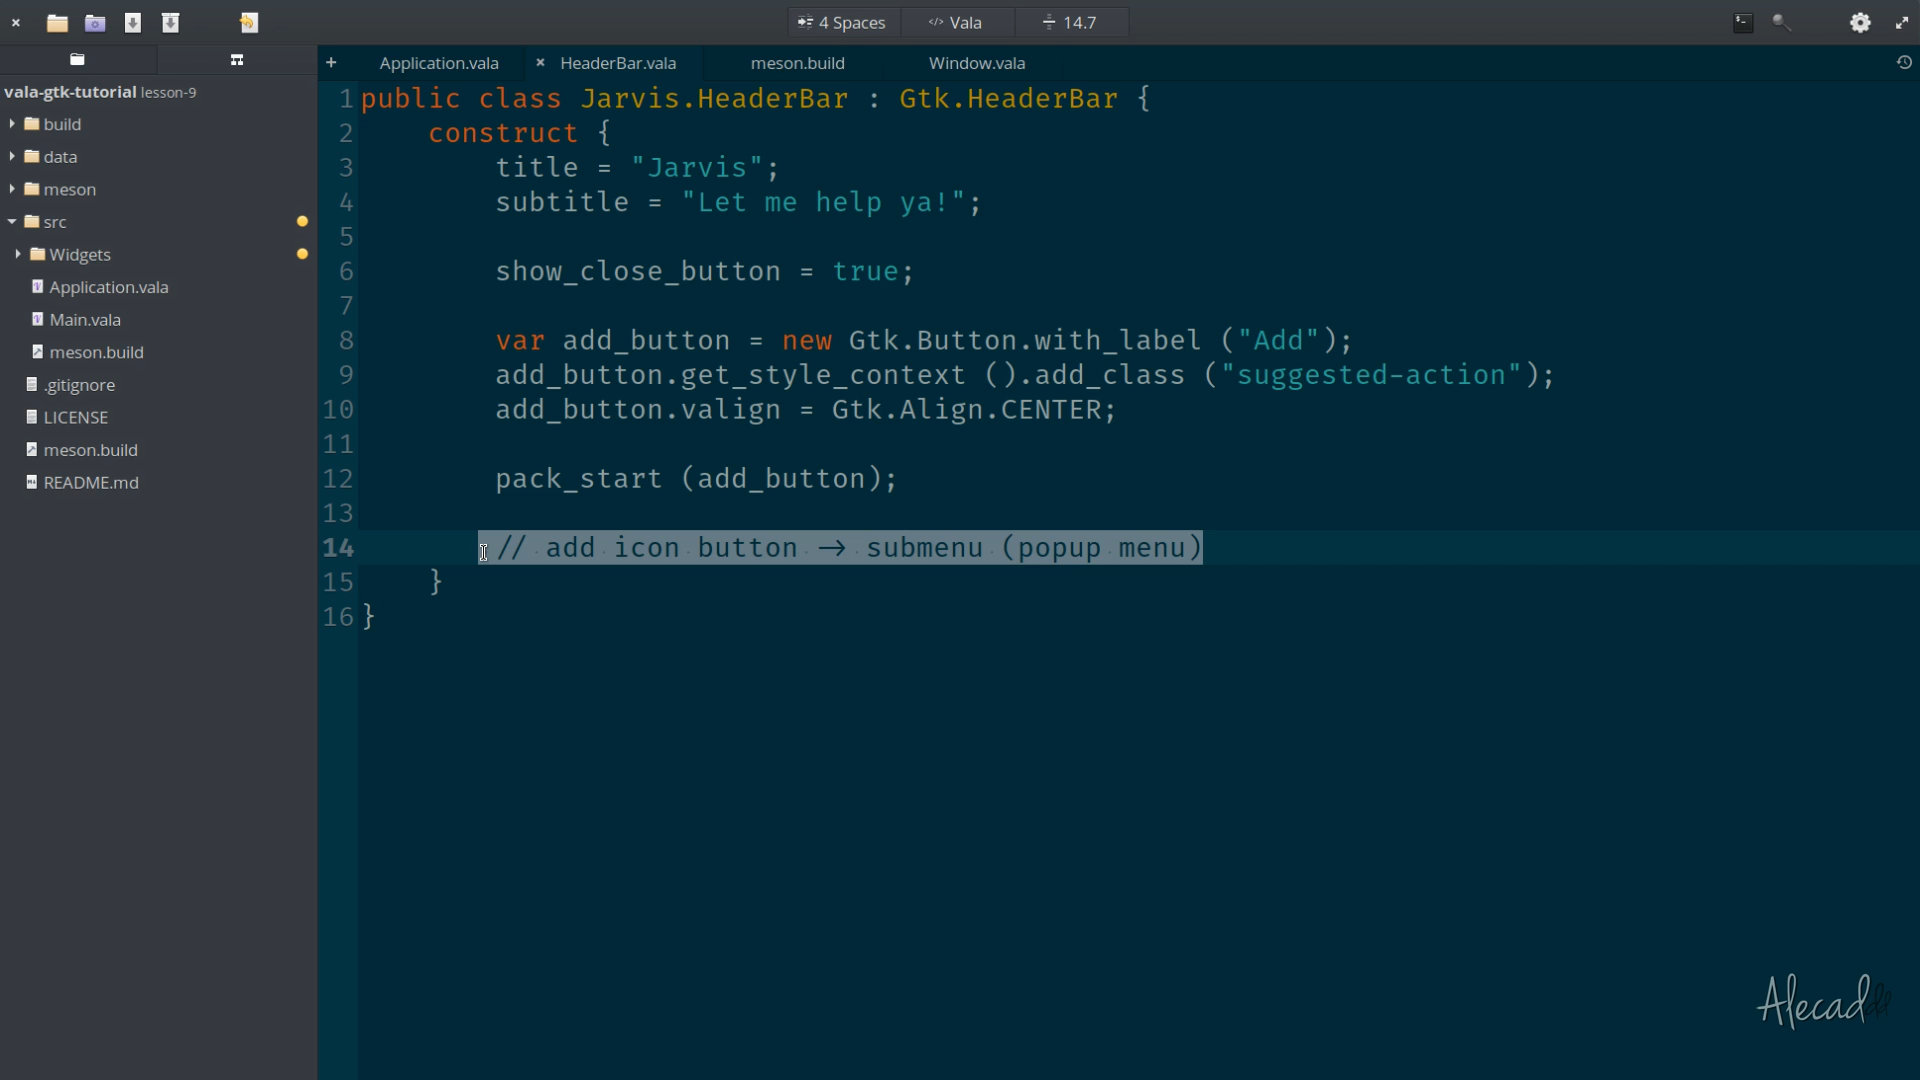 4 Spaces
</> Vala
14.7
vala-gtk-tutorial lesson-9
build
data
meson
src
Widgets
Application.vala
Main.vala
meson.build
.gitignore
LICENSE
meson.build
README.md
+ Application.vala × HeaderBar.vala meson.build Window.vala
1 public class Jarvis.HeaderBar : Gtk.HeaderBar {
2 construct {
3 title = "Jarvis";
4 subtitle = "Let me help ya!";
5
6 show_close_button = true;
7
8 var add_button = new Gtk.Button.with_label ("Add");
9 add_button.get_style_context ().add_class ("suggested-action");
10 add_button.valign = Gtk.Align.CENTER;
11
12 pack_start (add_button);
13
14 // add icon button -> submenu (popup menu)
15 }
16 }
Alecaddd